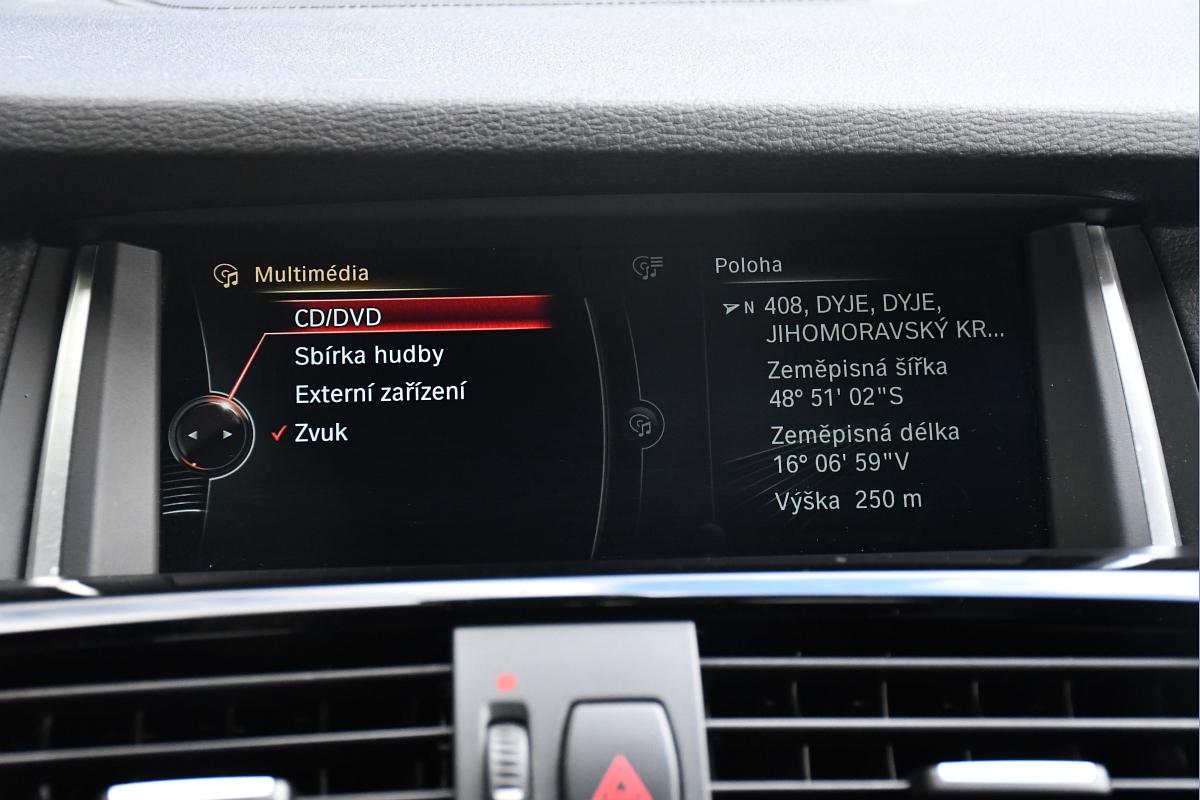 Multimédia
CD/DVD
Sbírka hudby
Externí zařízení
✓ Zvuk
Poloha
N 408, DYJE, DYJE,
JIHOMORAVSKÝ KR...
Zeměpisná šířka
48° 51' 02"S
Zeměpisná délka
16° 06' 59"V
Výška 250 m